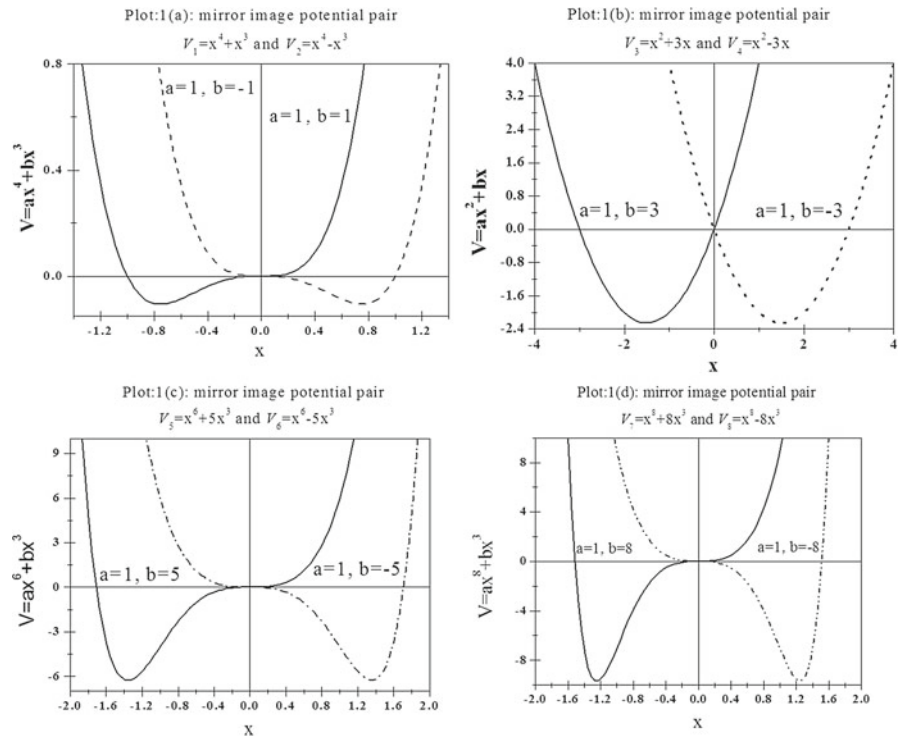 Plot:1(a): mirror image potential pair
V₁=x⁴+x³ and V₂=x⁴-x³
0.8
0.4
0.0
V=ax⁴+bx³
a=1, b=-1
a=1, b=1
-1.2 -0.8 -0.4 0.0 0.4 0.8 1.2
x
Plot:1(b): mirror image potential pair
V₃=x²+3x and V₄=x²-3x
4.0
3.2
2.4
1.6
0.8
0.0
-0.8
-1.6
-2.4
V=ax²+bx
a=1, b=3
a=1, b=-3
-4 -2 0 2 4
x
Plot:1(c): mirror image potential pair
V₅=x⁶+5x³ and V₆=x⁶-5x³
9
6
3
0
-3
-6
V=ax⁶+bx³
a=1, b=5
a=1, b=-5
-2.0 -1.6 -1.2 -0.8 -0.4 0.0 0.4 0.8 1.2 1.6 2.0
x
Plot:1(d): mirror image potential pair
V₇=x⁸+8x³ and V₈=x⁸-8x³
8
4
0
-4
-8
V=ax⁸+bx³
a=1, b=8
a=1, b=-8
-2.0 -1.6 -1.2 -0.8 -0.4 0.0 0.4 0.8 1.2 1.6 2.0
x